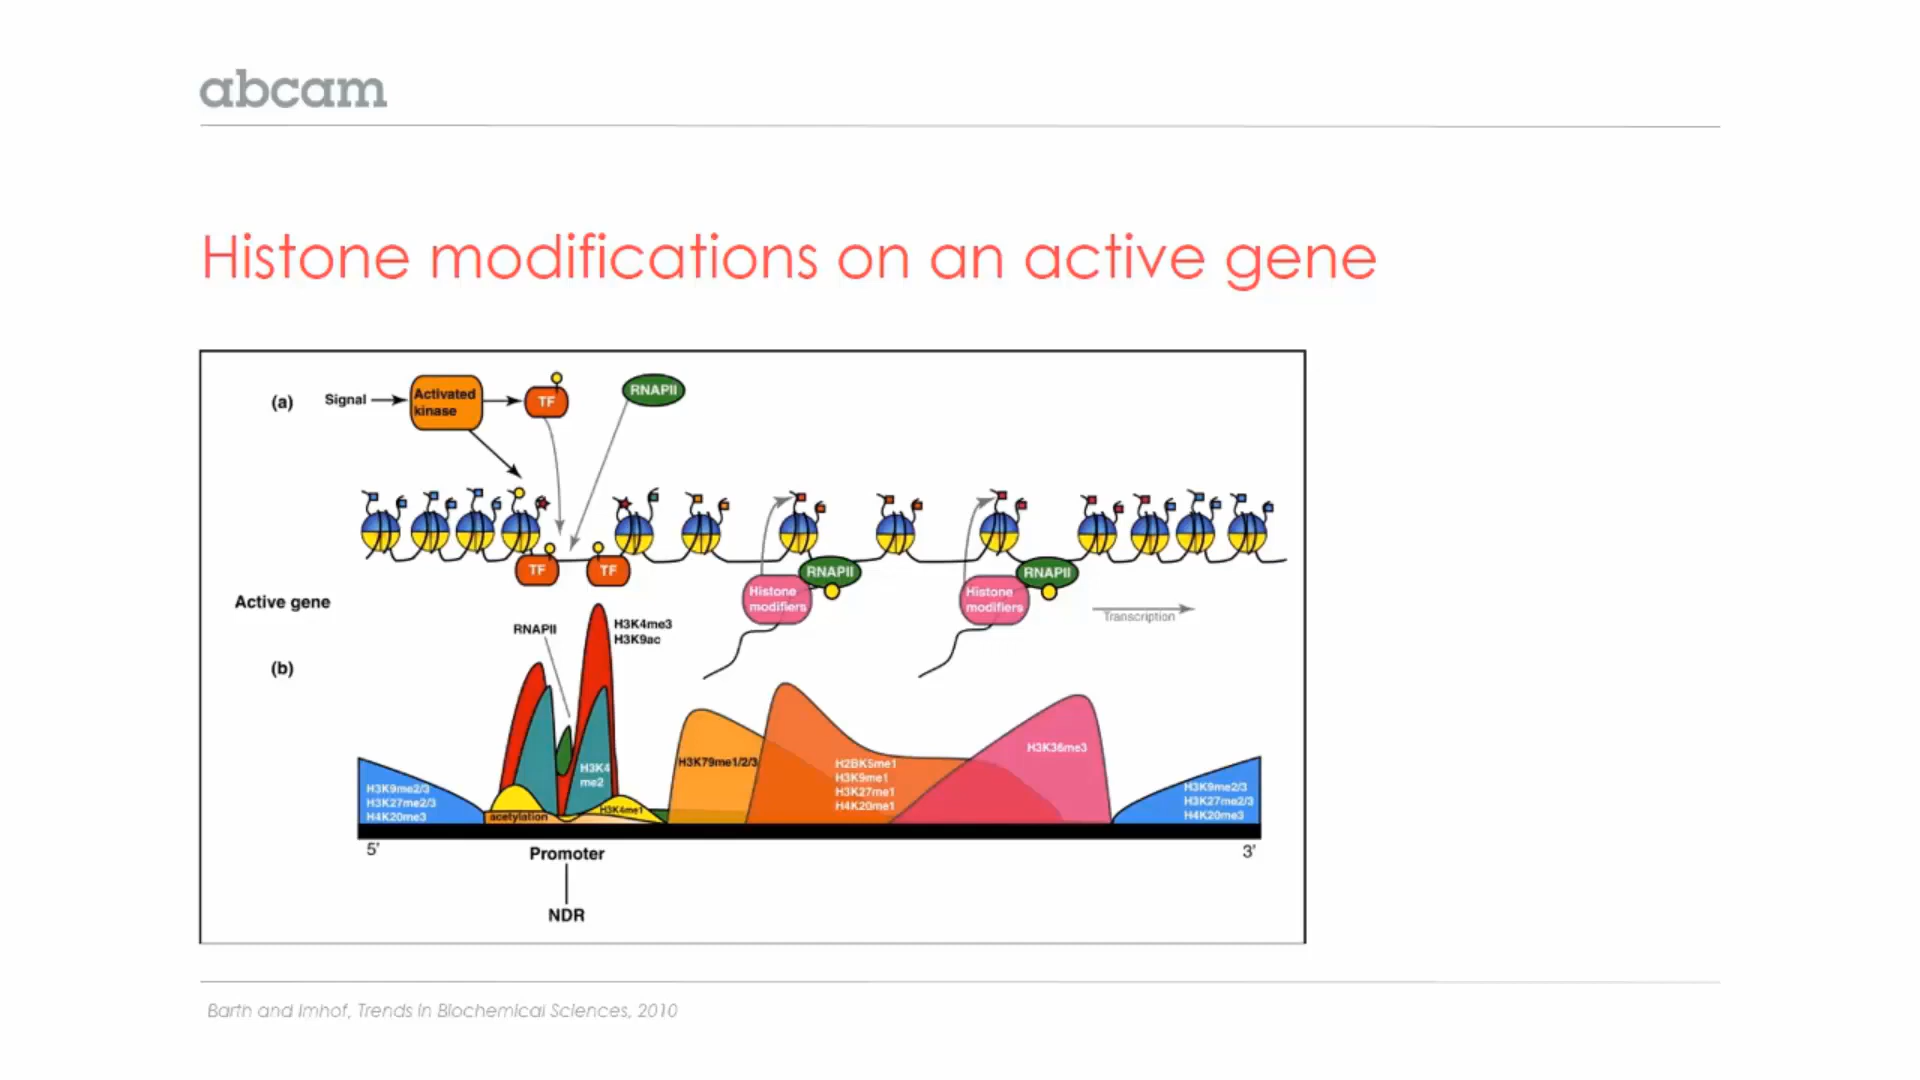 abcam
Histone modifications on an active gene
(a)
Signal
Activated
kinase
TF
RNAPII
TF
TF
RNAPII
RNAPII
Histone
modifiers
Histone
modifiers
Transcription
Active gene
RNAPII
H3K4me3
H3K9ac
(b)
H3K4
me2
H3K79me1/2/3
H2BK5me1
H3K9me1
H3K27me1
H4K20me1
H3K36me3
H3K9me2/3
H3K27me2/3
H4K20me3
acetylation
H3K4me1
H3K9me2/3
H3K27me2/3
H4K20me3
5'
Promoter
3'
NDR
Barth and Imhof, Trends in Biochemical Sciences, 2010